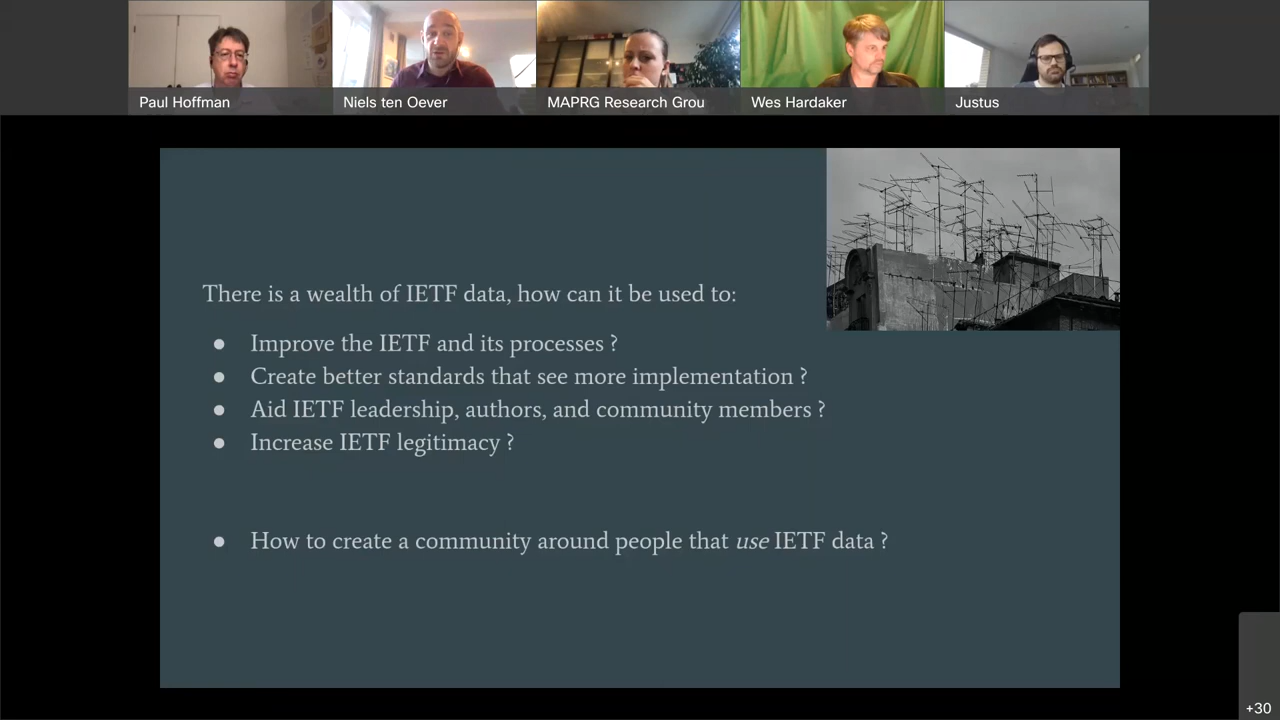 Paul Hoffman
Niels ten Oever
MAPRG Research Grou
Wes Hardaker
Justus
There is a wealth of IETF data, how can it be used to:
● Improve the IETF and its processes ?
● Create better standards that see more implementation ?
● Aid IETF leadership, authors, and community members ?
● Increase IETF legitimacy ?
● How to create a community around people that use IETF data ?
+30